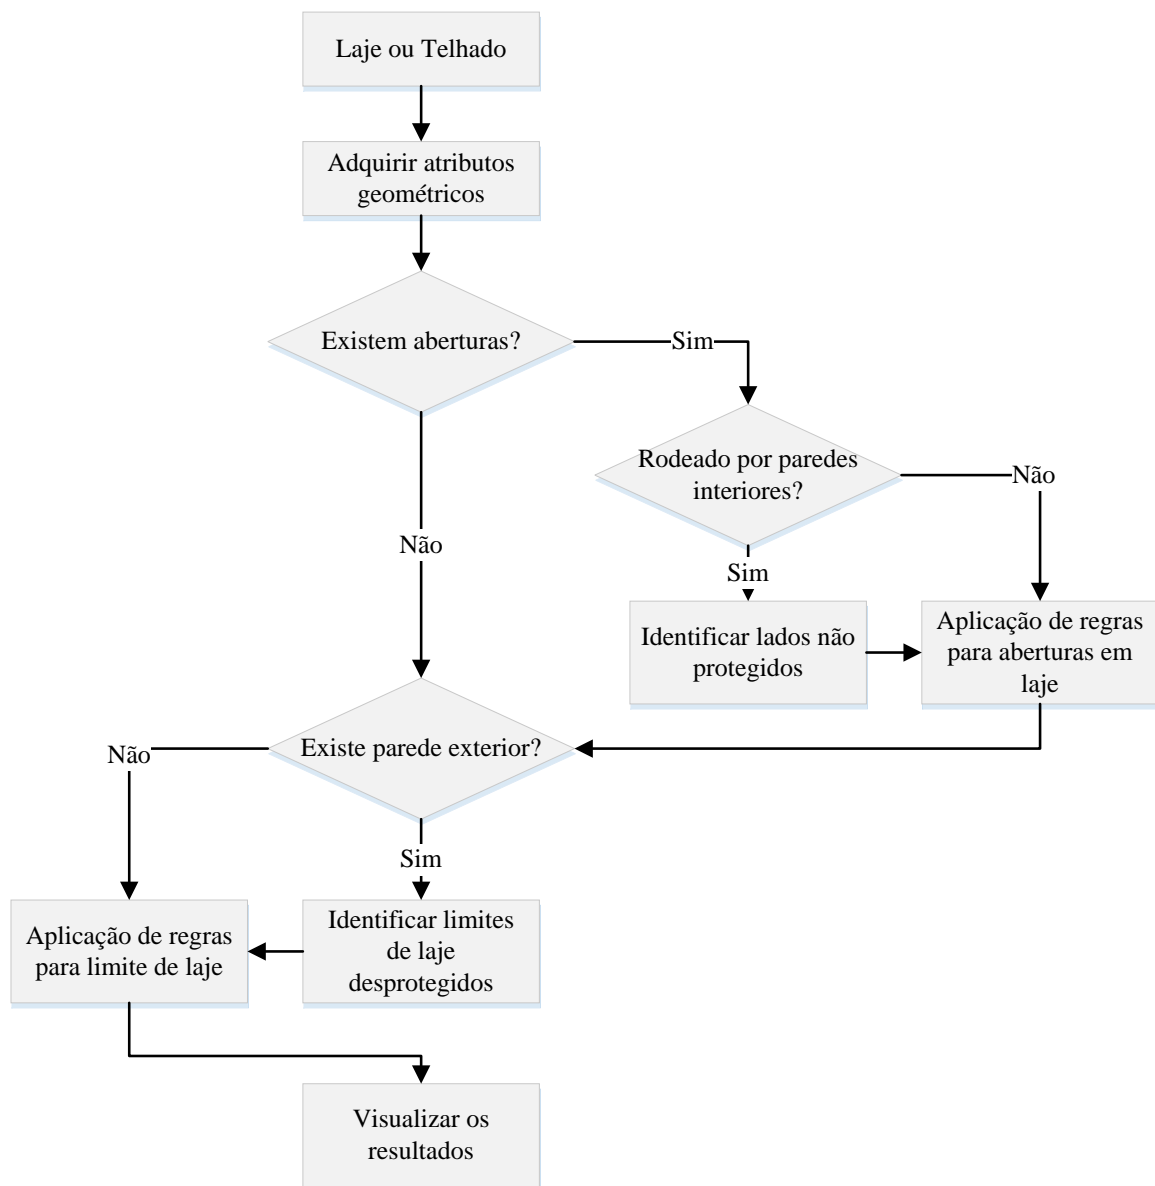 Laje ou Telhado
Adquirir atributos
geométricos
Existem aberturas?
Sim
Rodeado por paredes
interiores?
Não
Não
Sim
Identificar lados não
protegidos
Aplicação de regras
para aberturas em
laje
Existe parede exterior?
Não
Sim
Aplicação de regras
para limite de laje
Identificar limites
de laje
desprotegidos
Visualizar os
resultados